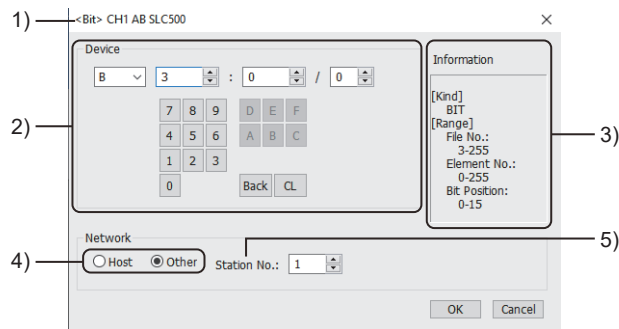 1)
<Bit> CH1 AB SLC500
Device
B 3 : 0 / 0
7 8 9 D E F
4 5 6 A B C
1 2 3
0 Back CL
2)
Information
[Kind]
BIT
[Range]
File No.:
3-255
Element No.:
0-255
Bit Position:
0-15
3)
Network
4)
Host Other Station No.: 1
5)
OK Cancel